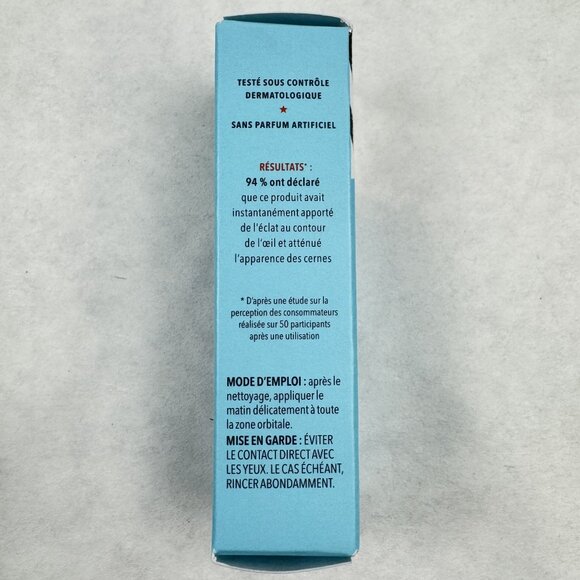 TESTÉ SOUS CONTRÔLE
DERMATOLOGIQUE
SANS PARFUM ARTIFICIEL
RÉSULTATS* :
94 % ont déclaré
que ce produit avait
instantanément apporté
de l'éclat au contour
de l'œil et atténué
l'apparence des cernes
* D'après une étude sur la
perception des consommateurs
réalisée sur 50 participants
après une utilisation
MODE D'EMPLOI : après le
nettoyage, appliquer le
matin délicatement à toute
la zone orbitale.
MISE EN GARDE : ÉVITER
LE CONTACT DIRECT AVEC
LES YEUX. LE CAS ÉCHÉANT,
RINCER ABONDAMMENT.